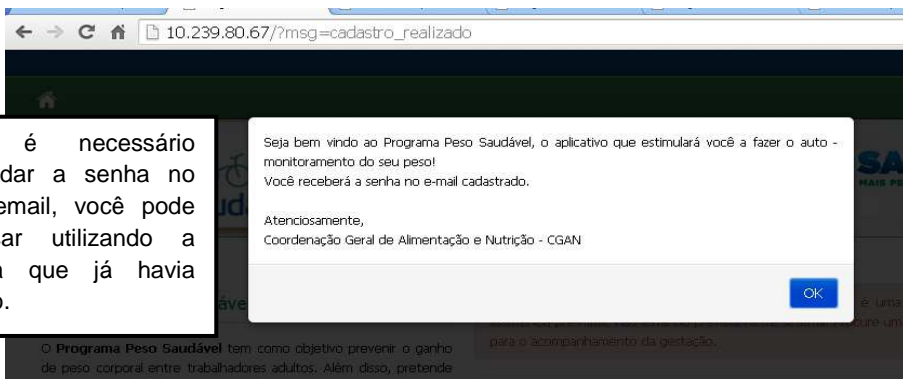 10.239.80.67/?msg=cadastro_realizado
é necessário
a senha no
email, você pode
utilizando a
que já havia
Seja bem vindo ao Programa Peso Saudável, o aplicativo que estimulará você a fazer o auto -
monitoramento do seu peso!
Você receberá a senha no e-mail cadastrado.
Atenciosamente,
Coordenação Geral de Alimentação e Nutrição - CGAN
OK
O Programa Peso Saudável tem como objetivo prevenir o ganho
de peso corporal entre trabalhadores adultos. Além disso, pretende
é uma
para o acompanhamento da gestação.